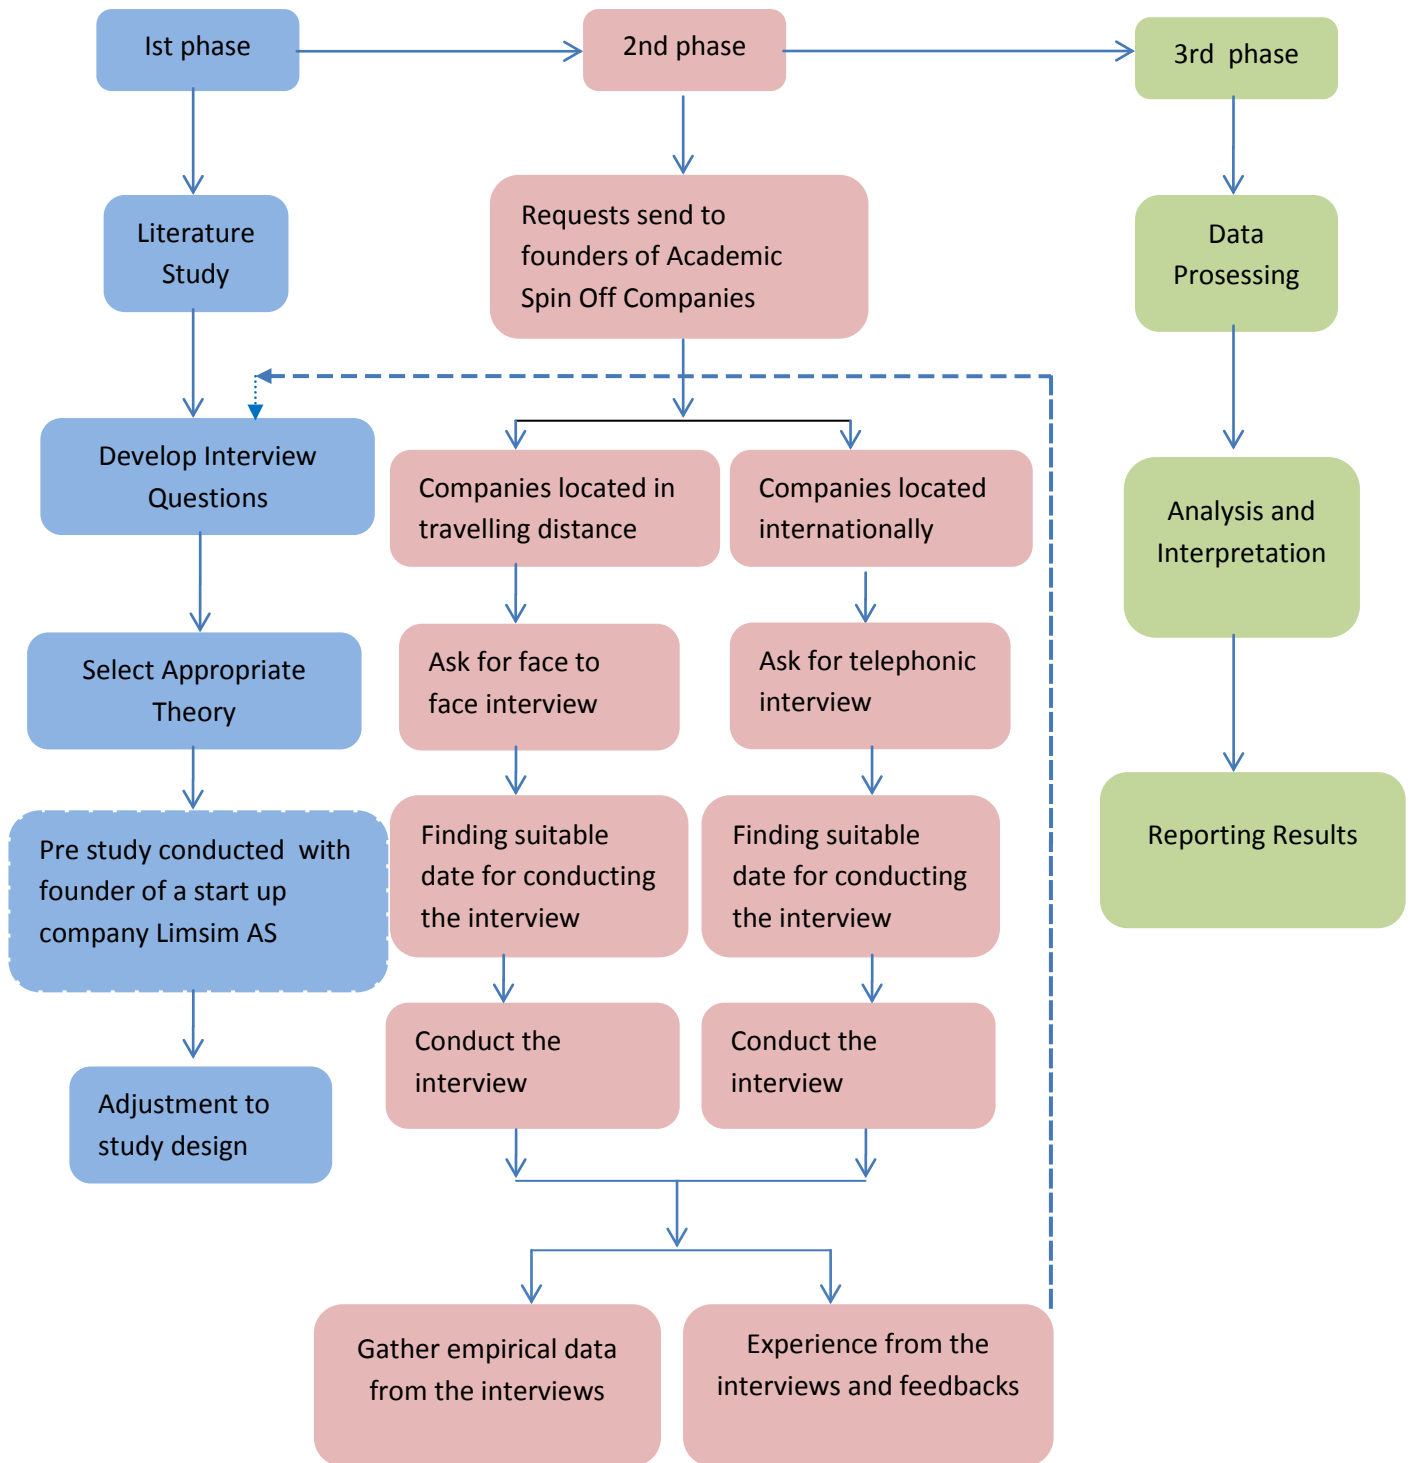 Ist phase
2nd phase
3rd  phase
Literature
Study
Requests send to
founders of Academic
Spin Off Companies
Data
Prosessing
Develop Interview
Questions
Companies located in
travelling distance
Companies located
internationally
Analysis and
Interpretation
Select Appropriate
Theory
Ask for face to
face interview
Ask for telephonic
interview
Pre study conducted  with
founder of a start up
company Limsim AS
Finding suitable
date for conducting
the interview
Finding suitable
date for conducting
the interview
Reporting Results
Conduct the
interview
Conduct the
interview
Adjustment to
study design
Gather empirical data
from the interviews
Experience from the
interviews and feedbacks